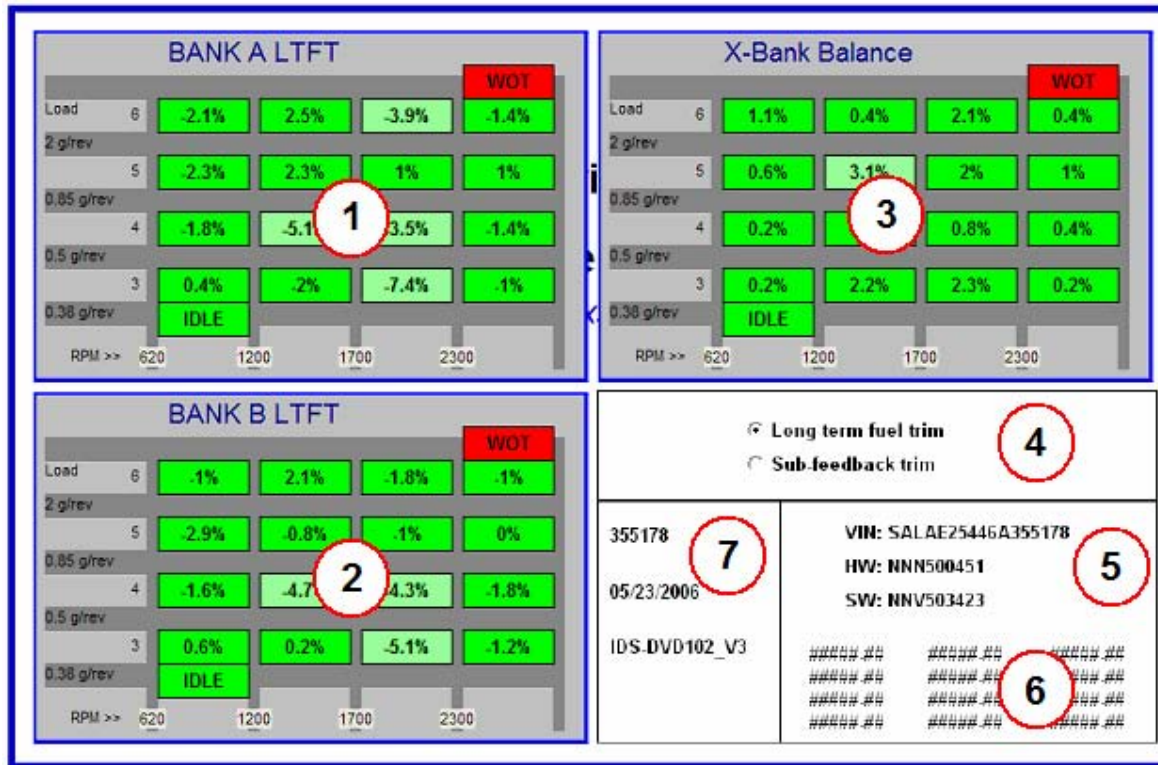 BANK A LTFT
WOT
Load 6 -2.1% 2.5% -3.9% -1.4%
2 g/rev
5 -2.3% 2.3% 1% 1%
0.85 g/rev
4 -1.8% -5.1 3.5% -1.4%
0.5 g/rev
3 0.4% -2% -7.4% -1%
0.38 g/rev IDLE
RPM >> 620 1200 1700 2300
1
X-Bank Balance
WOT
Load 6 1.1% 0.4% 2.1% 0.4%
2 g/rev
5 0.6% 3.1% 2% 1%
0.85 g/rev
4 0.2% 0.8% 0.4%
0.5 g/rev
3 0.2% 2.2% 2.3% 0.2%
0.38 g/rev IDLE
RPM >> 620 1200 1700 2300
3
BANK B LTFT
WOT
Load 6 -1% 2.1% -1.8% -1%
2 g/rev
5 -2.9% -0.8% -1% 0%
0.85 g/rev
4 -1.6% -4.7 4.3% -1.8%
0.5 g/rev
3 0.6% 0.2% -5.1% -1.2%
0.38 g/rev IDLE
RPM >> 620 1200 1700 2300
2
Long term fuel trim
Sub-feedback trim
4
355178
05/23/2006
IDS-DVD102_V3
7
VIN: SALAE25446A355178
HW: NNN500451
SW: NNV503423
5
#####.## #####.## #####.##
#####.## #####.## #####.##
#####.## #####.## #####.##
#####.## #####.## #####.##
6